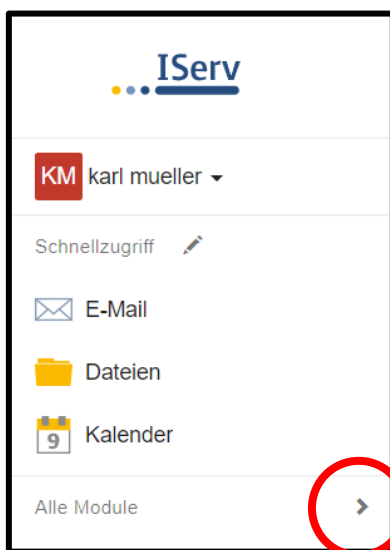 IServ
KM karl mueller
Schnellzugriff
E-Mail
Dateien
9 Kalender
Alle Module